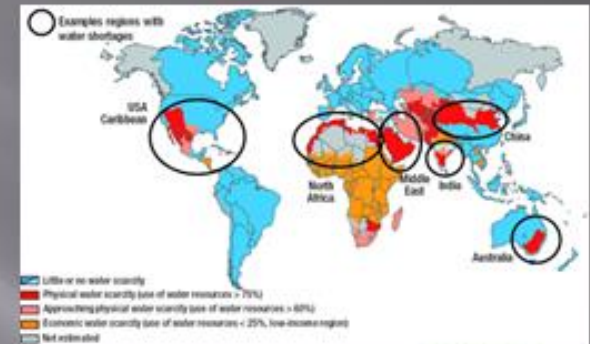 Examples regions with
water shortages
USA
Caribbean
North
Africa
Middle
East
India
China
Australia
Little or no water scarcity
Physical water scarcity (use of water resources > 75%)
Approaching physical water scarcity (use of water resources > 60%)
Economic water scarcity (use of water resources < 25%, low-income region)
Not estimated